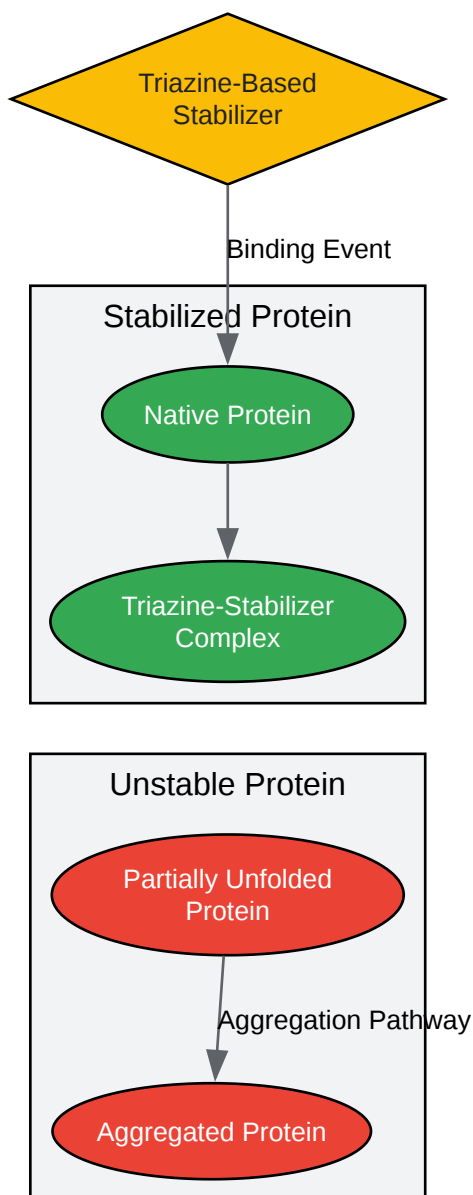 Triazine-Based
Stabilizer
Binding Event
Stabilized Protein
Native Protein
Triazine-Stabilizer
Complex
Unstable Protein
Partially Unfolded
Protein
Aggregation Pathway
Aggregated Protein